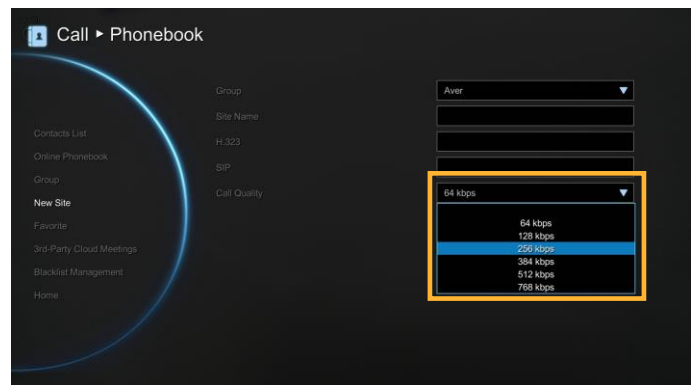 Call ▸ Phonebook
Contacts List
Online Phonebook
Group
New Site
Favorite
3rd-Party Cloud Meetings
Blacklist Management
Home
Group
Aver
Site Name
H.323
SIP
Call Quality
64 kbps
64 kbps
128 kbps
256 kbps
384 kbps
512 kbps
768 kbps